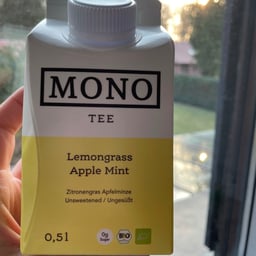 MONO
TEE
Lemongrass
Apple Mint
Zitronengras Apfelminze
Unsweetened / Ungesüßt
0,5l
0g
Sugar
BIO